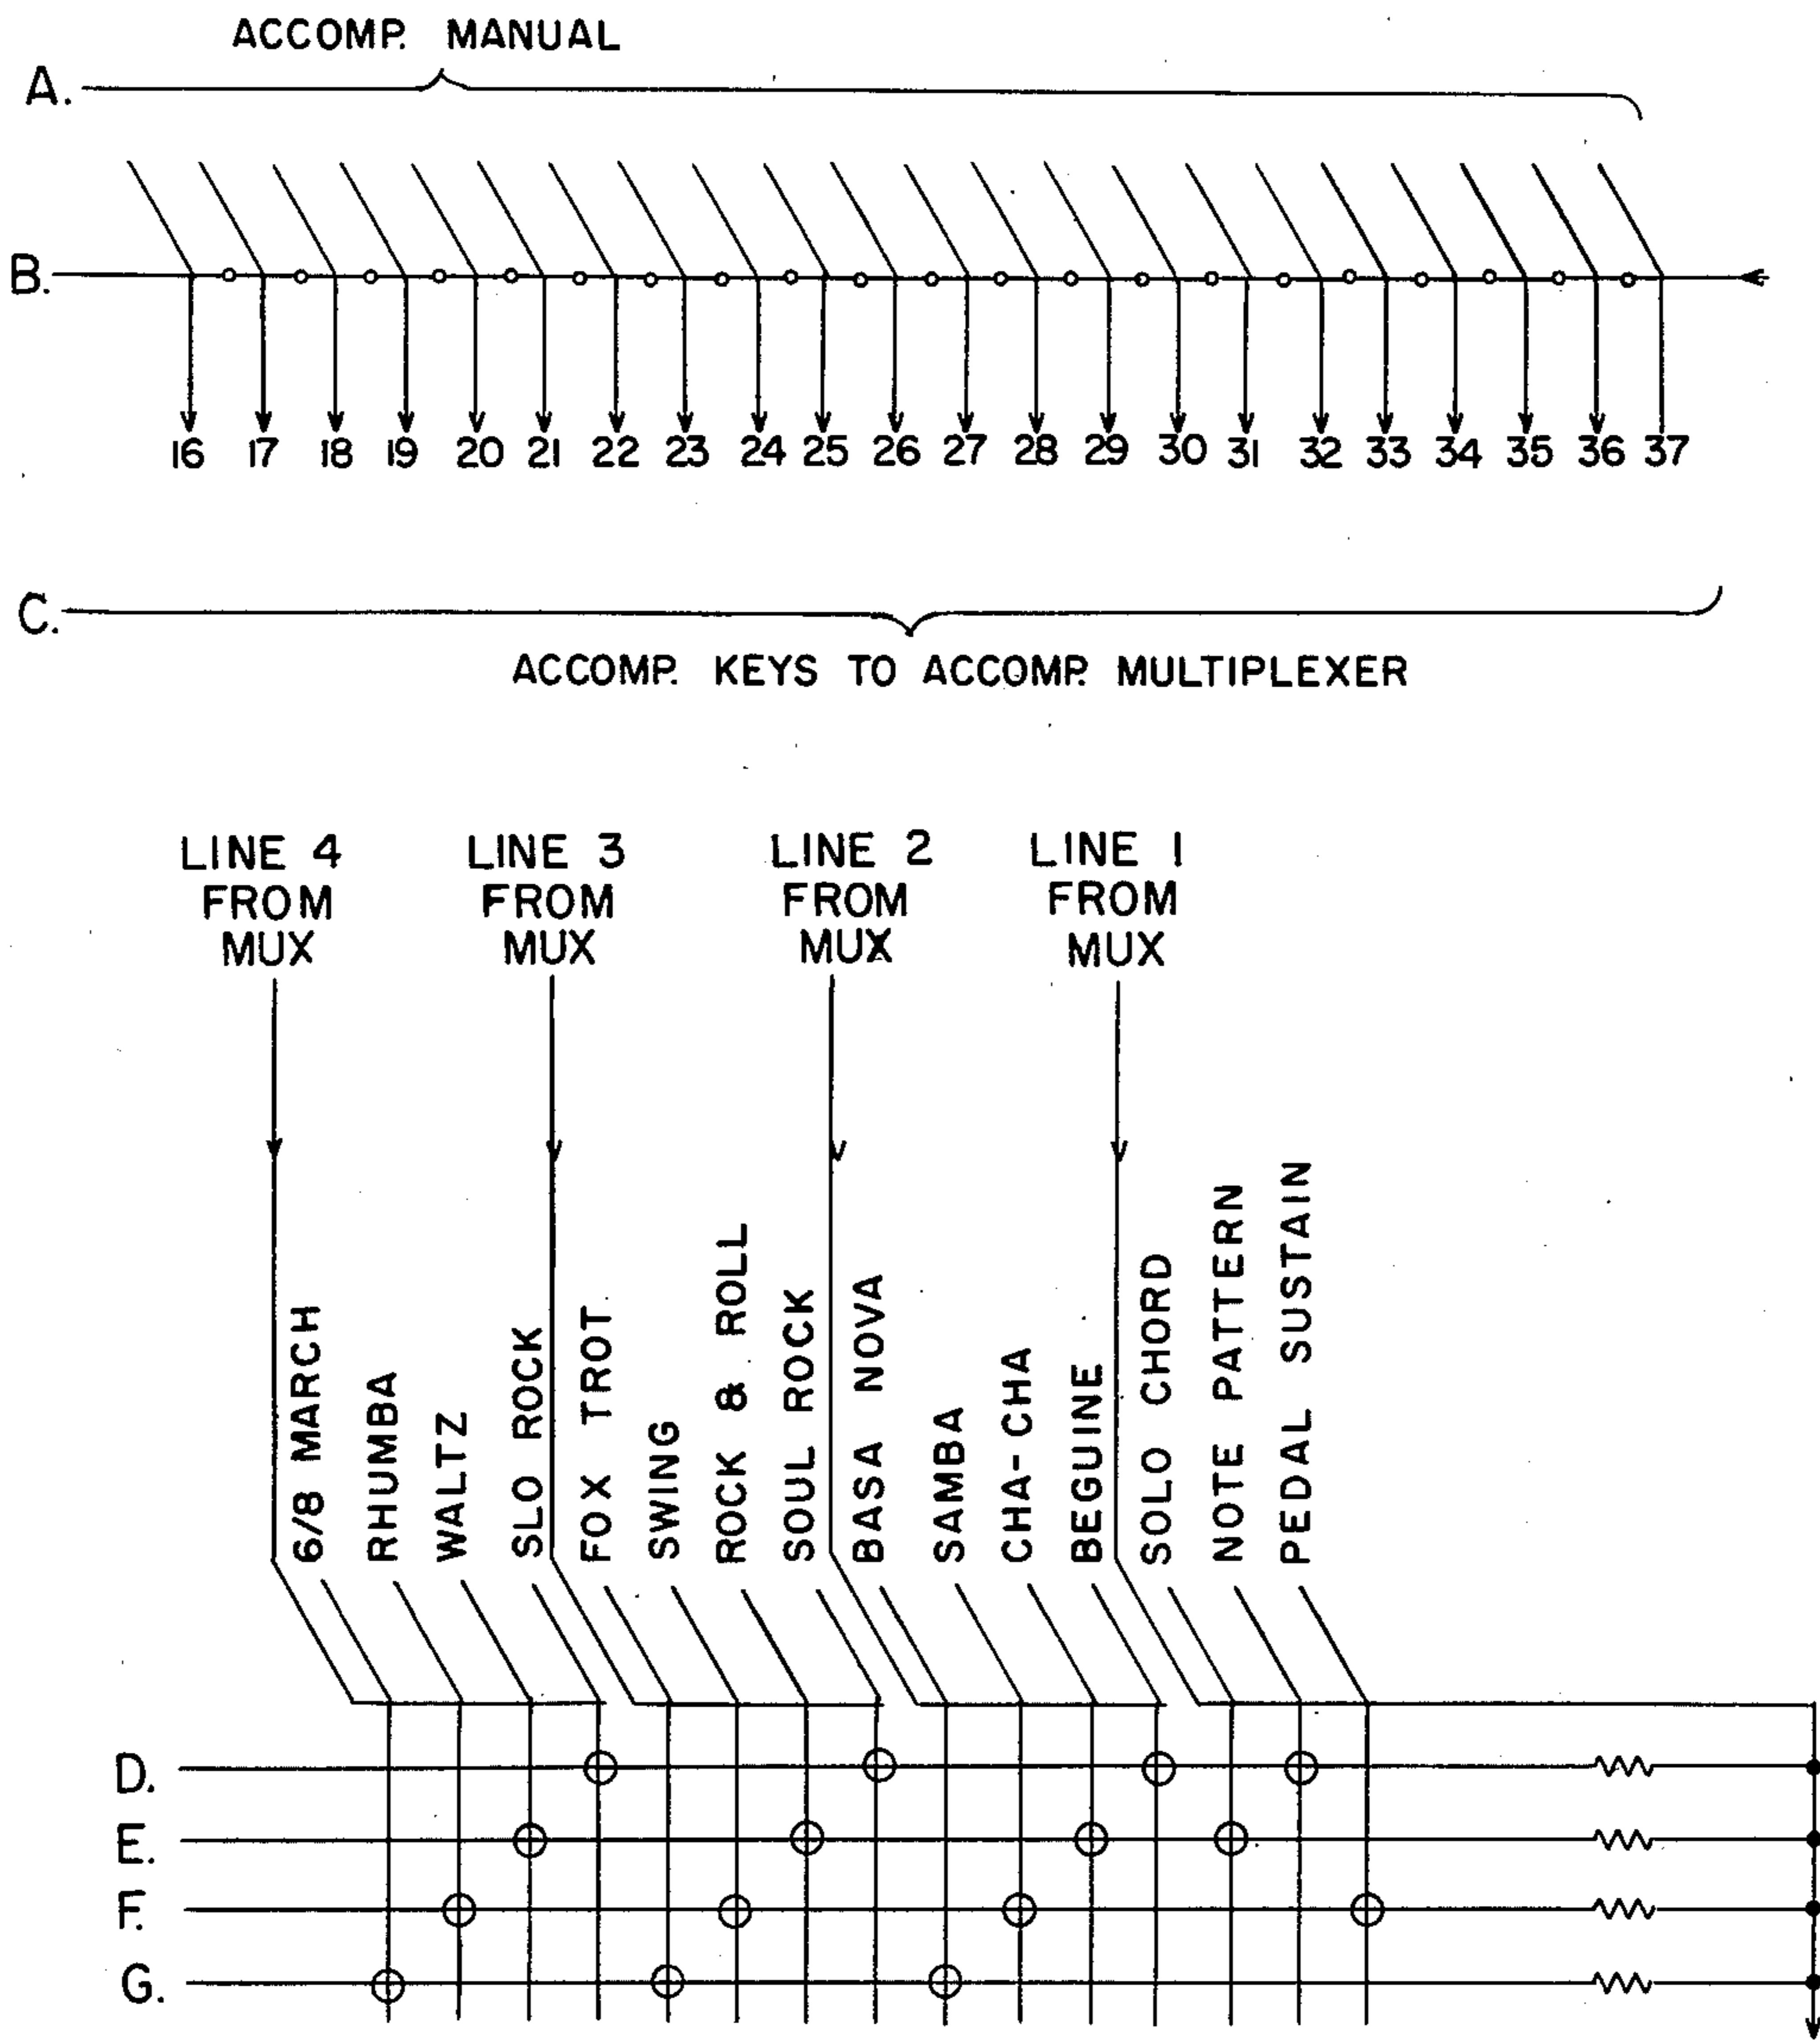 ACCOMP. MANUAL
A.
B.
16 17 18 19 20 21 22 23 24 25 26 27 28 29 30 31 32 33 34 35 36 37
C.
ACCOMP. KEYS TO ACCOMP. MULTIPLEXER
LINE 4
FROM
MUX
LINE 3
FROM
MUX
LINE 2
FROM
MUX
LINE 1
FROM
MUX
6/8 MARCH
RHUMBA
WALTZ
SLO ROCK
FOX TROT
SWING
ROCK & ROLL
SOUL ROCK
BASA NOVA
SAMBA
CHA-CHA
BEGUINE
SOLO CHORD
NOTE PATTERN
PEDAL SUSTAIN
D.
E.
F.
G.